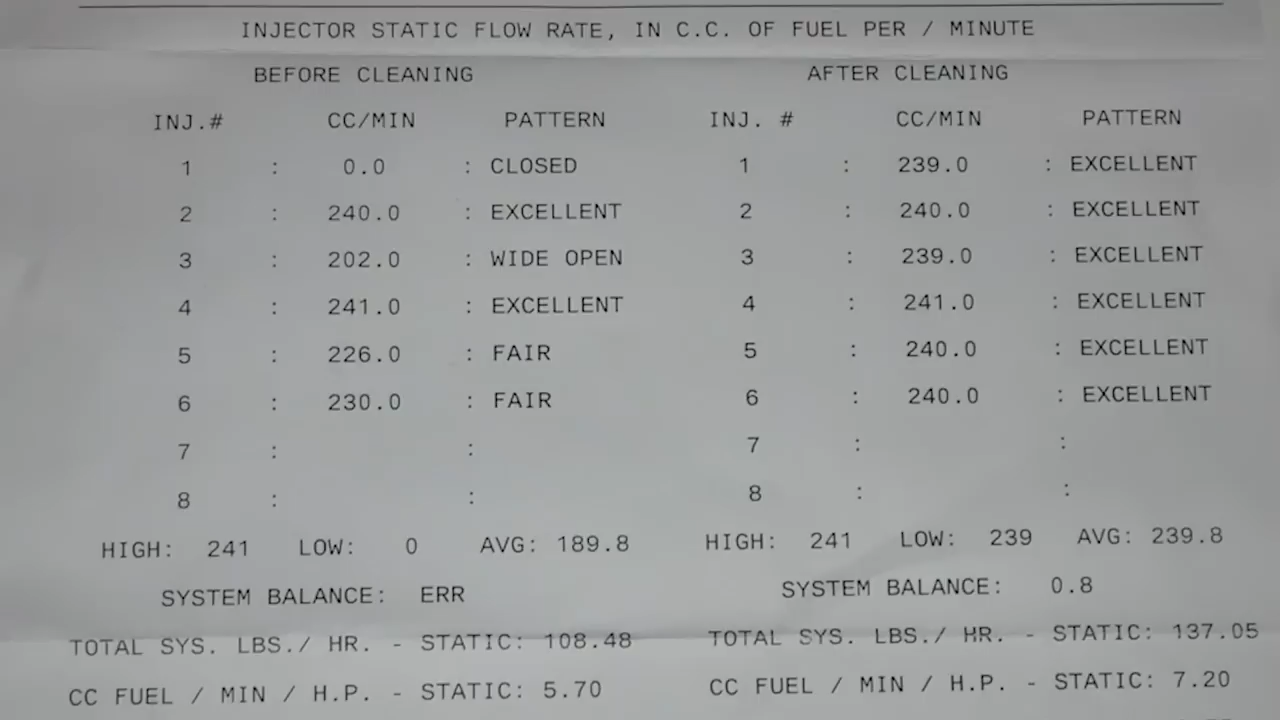 INJECTOR STATIC FLOW RATE, IN C.C. OF FUEL PER / MINUTE
BEFORE CLEANING AFTER CLEANING
INJ.# CC/MIN PATTERN INJ. # CC/MIN PATTERN
1 : 0.0 : CLOSED 1 : 239.0 : EXCELLENT
2 : 240.0 : EXCELLENT 2 : 240.0 : EXCELLENT
3 : 202.0 : WIDE OPEN 3 : 239.0 : EXCELLENT
4 : 241.0 : EXCELLENT 4 : 241.0 : EXCELLENT
5 : 226.0 : FAIR 5 : 240.0 : EXCELLENT
6 : 230.0 : FAIR 6 : 240.0 : EXCELLENT
7 : : 7 : :
8 : : 8 : :
HIGH: 241 LOW: 0 AVG: 189.8 HIGH: 241 LOW: 239 AVG: 239.8
SYSTEM BALANCE: ERR SYSTEM BALANCE: 0.8
TOTAL SYS. LBS./ HR. - STATIC: 108.48 TOTAL SYS. LBS./ HR. - STATIC: 137.05
CC FUEL / MIN / H.P. - STATIC: 5.70 CC FUEL / MIN / H.P. - STATIC: 7.20